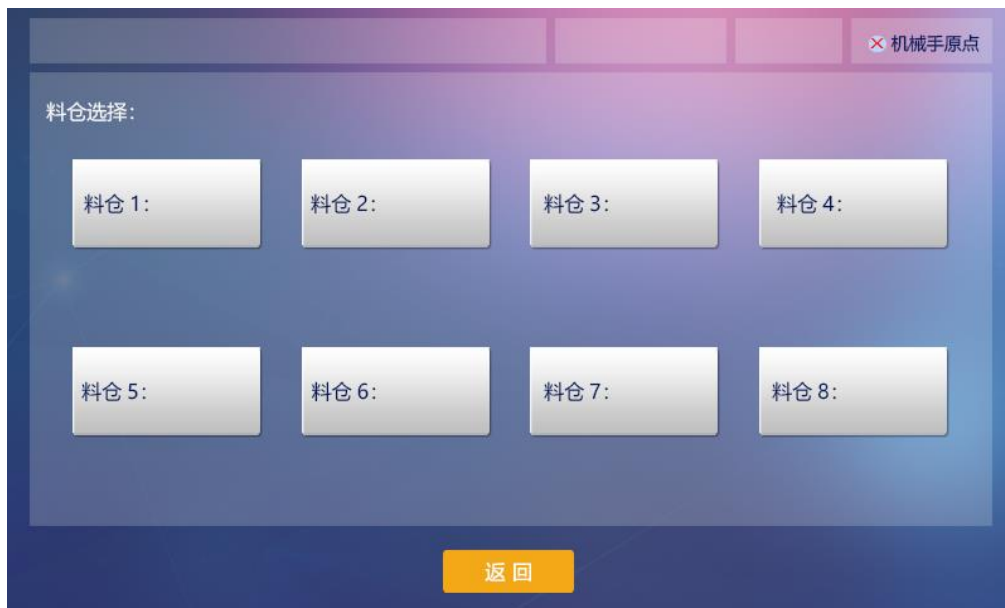 机械手原点
料仓选择：
料仓 1： 料仓 2： 料仓 3： 料仓 4：
料仓 5： 料仓 6： 料仓 7： 料仓 8：
返 回